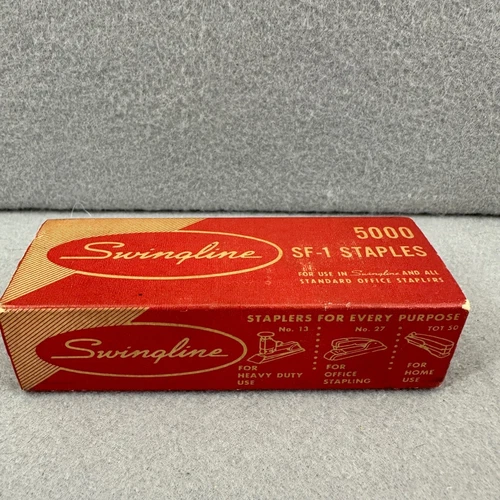 Swingline
5000
SF-1 STAPLES
FOR USE IN Swingline AND ALL
STANDARD OFFICE STAPLERS
Swingline
STAPLERS FOR EVERY PURPOSE
No. 13
FOR
HEAVY DUTY
USE
No. 27
FOR
OFFICE
STAPLING
TOT 50
FOR
HOME
USE